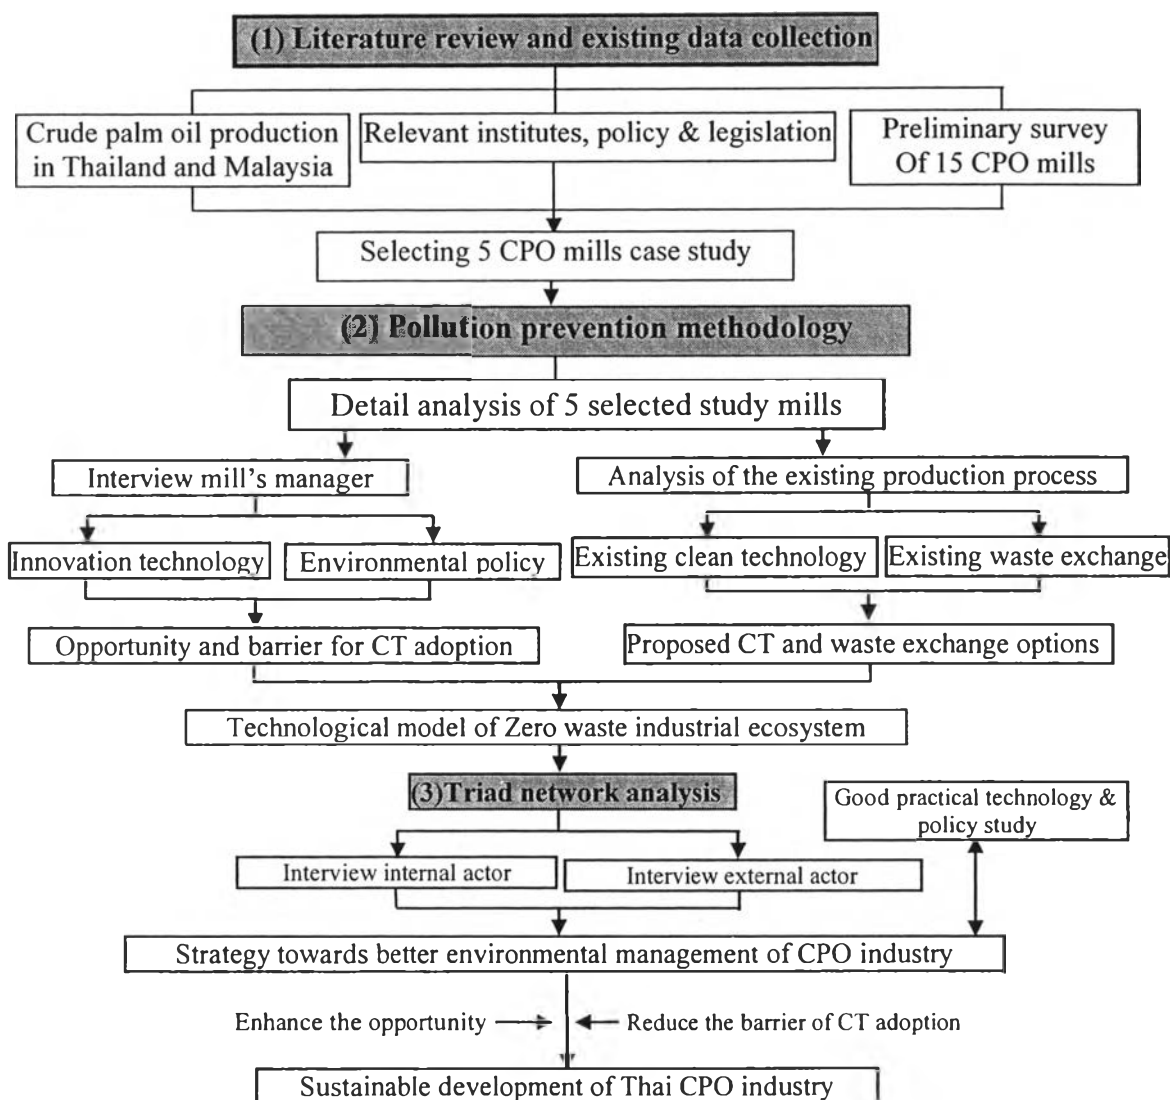 (1) Literature review and existing data collection
Crude palm oil production
in Thailand and Malaysia
Relevant institutes, policy & legislation
Preliminary survey
Of 15 CPO mills
Selecting 5 CPO mills case study
(2) Pollution prevention methodology
Detail analysis of 5 selected study mills
Interview mill's manager
Analysis of the existing production process
Innovation technology
Environmental policy
Existing clean technology
Existing waste exchange
Opportunity and barrier for CT adoption
Proposed CT and waste exchange options
Technological model of Zero waste industrial ecosystem
(3)Triad network analysis
Good practical technology &
policy study
Interview internal actor
Interview external actor
Strategy towards better environmental management of CPO industry
Enhance the opportunity
Reduce the barrier of CT adoption
Sustainable development of Thai CPO industry